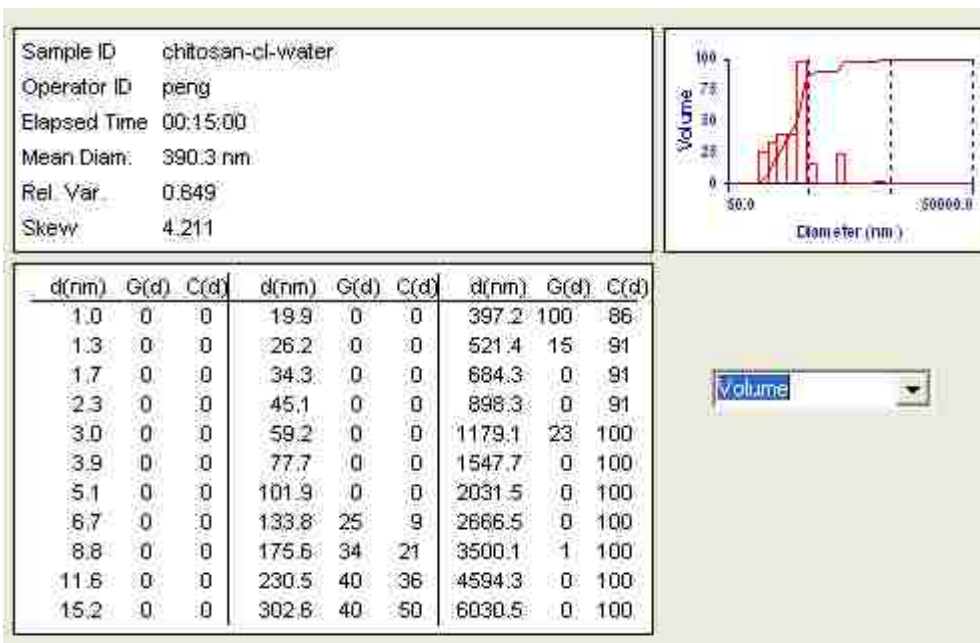 Sample ID chitosan-cl-water
Operator ID peng
Elapsed Time 00:15:00
Mean Diam. 390.3 nm
Rel. Var. 0.849
Skew 4.211
100
75
50
25
0
Volume
50.0 50000.0
Diameter (nm)
d(nm) G(d) C(d) d(nm) G(d) C(d) d(nm) G(d) C(d)
1.0 0 0 19.9 0 0 397.2 100 86
1.3 0 0 26.2 0 0 521.4 15 91
1.7 0 0 34.3 0 0 684.3 0 91
2.3 0 0 45.1 0 0 898.3 0 91
3.0 0 0 59.2 0 0 1179.1 23 100
3.9 0 0 77.7 0 0 1547.7 0 100
5.1 0 0 101.9 0 0 2031.5 0 100
6.7 0 0 133.8 25 9 2666.5 0 100
8.8 0 0 175.6 34 21 3500.1 1 100
11.6 0 0 230.5 40 36 4594.3 0 100
15.2 0 0 302.6 40 50 6030.5 0 100
Volume